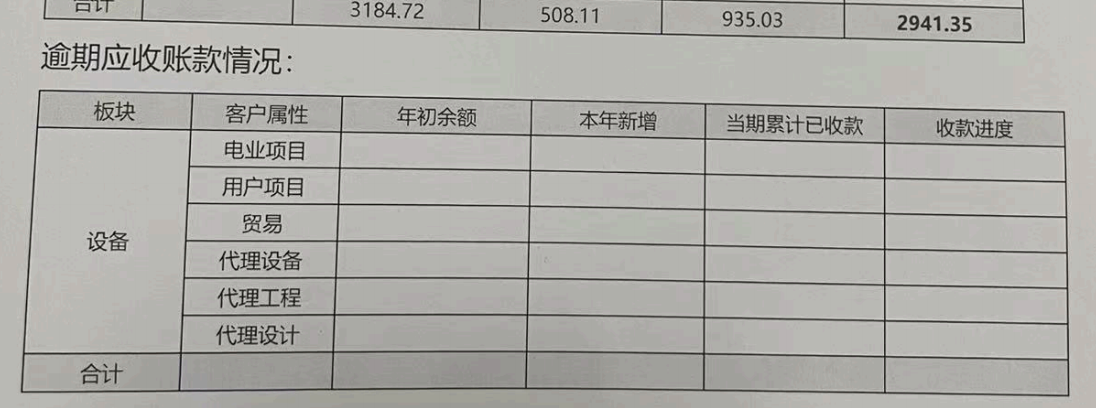 合计 3184.72 508.11 935.03 2941.35
逾期应收账款情况：
板块 客户属性 年初余额 本年新增 当期累计已收款 收款进度
电业项目
用户项目
贸易
设备
代理设备
代理工程
代理设计
合计